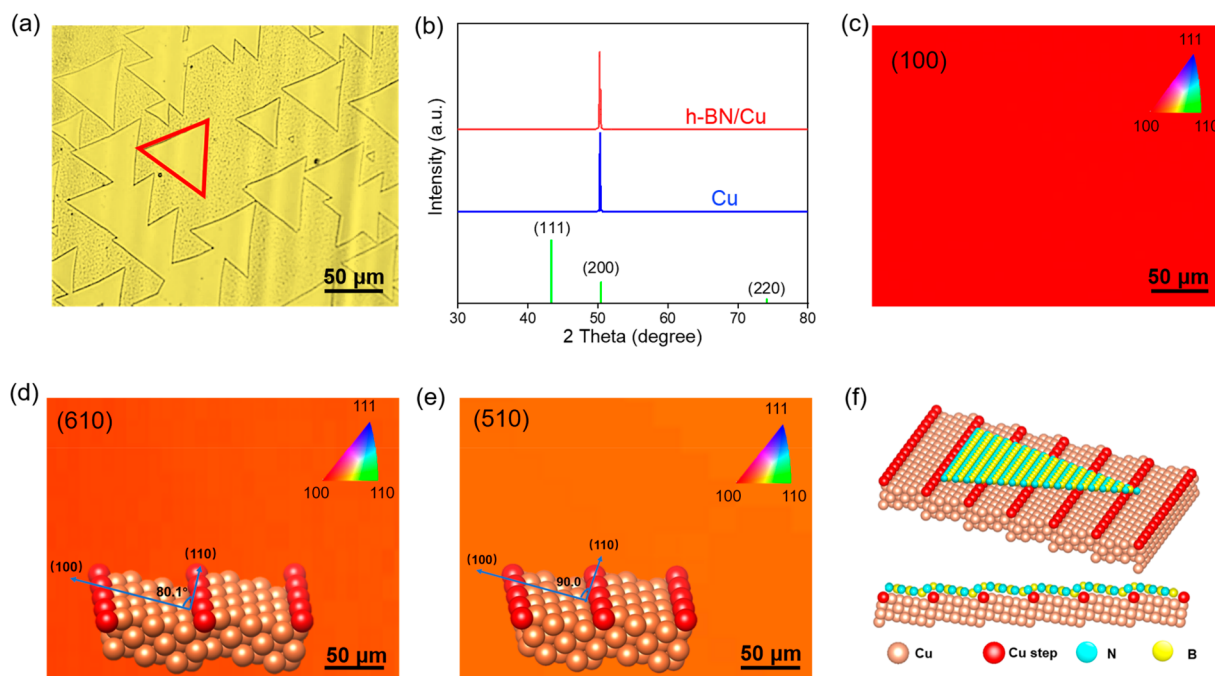 (a)
50 µm
(b)
Intensity (a.u.)
h-BN/Cu
Cu
(111)
(200)
(220)
30
40
50
60
70
80
2 Theta (degree)
(c)
(100)
111
100
110
50 µm
(d)
(610)
111
100
110
(100)
(110)
80.1°
50 µm
(e)
(510)
111
100
110
(100)
(110)
90.0
50 µm
(f)
Cu
Cu step
N
B